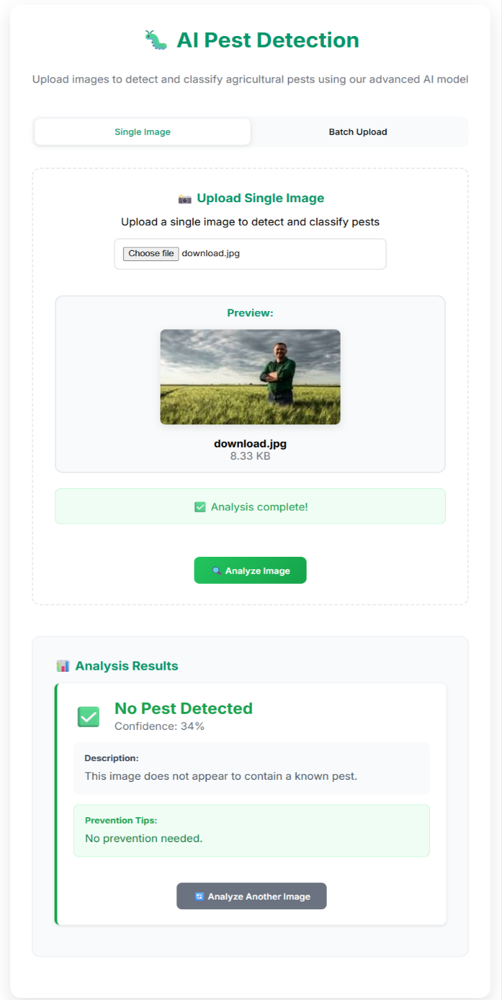 AI Pest Detection
Upload images to detect and classify agricultural pests using our advanced AI model
Single Image
Batch Upload
Upload Single Image
Upload a single image to detect and classify pests
Choose file download.jpg
Preview:
download.jpg
8.33 KB
Analysis complete!
Analyze Image
Analysis Results
No Pest Detected
Confidence: 34%
Description:
This image does not appear to contain a known pest.
Prevention Tips:
No prevention needed.
Analyze Another Image